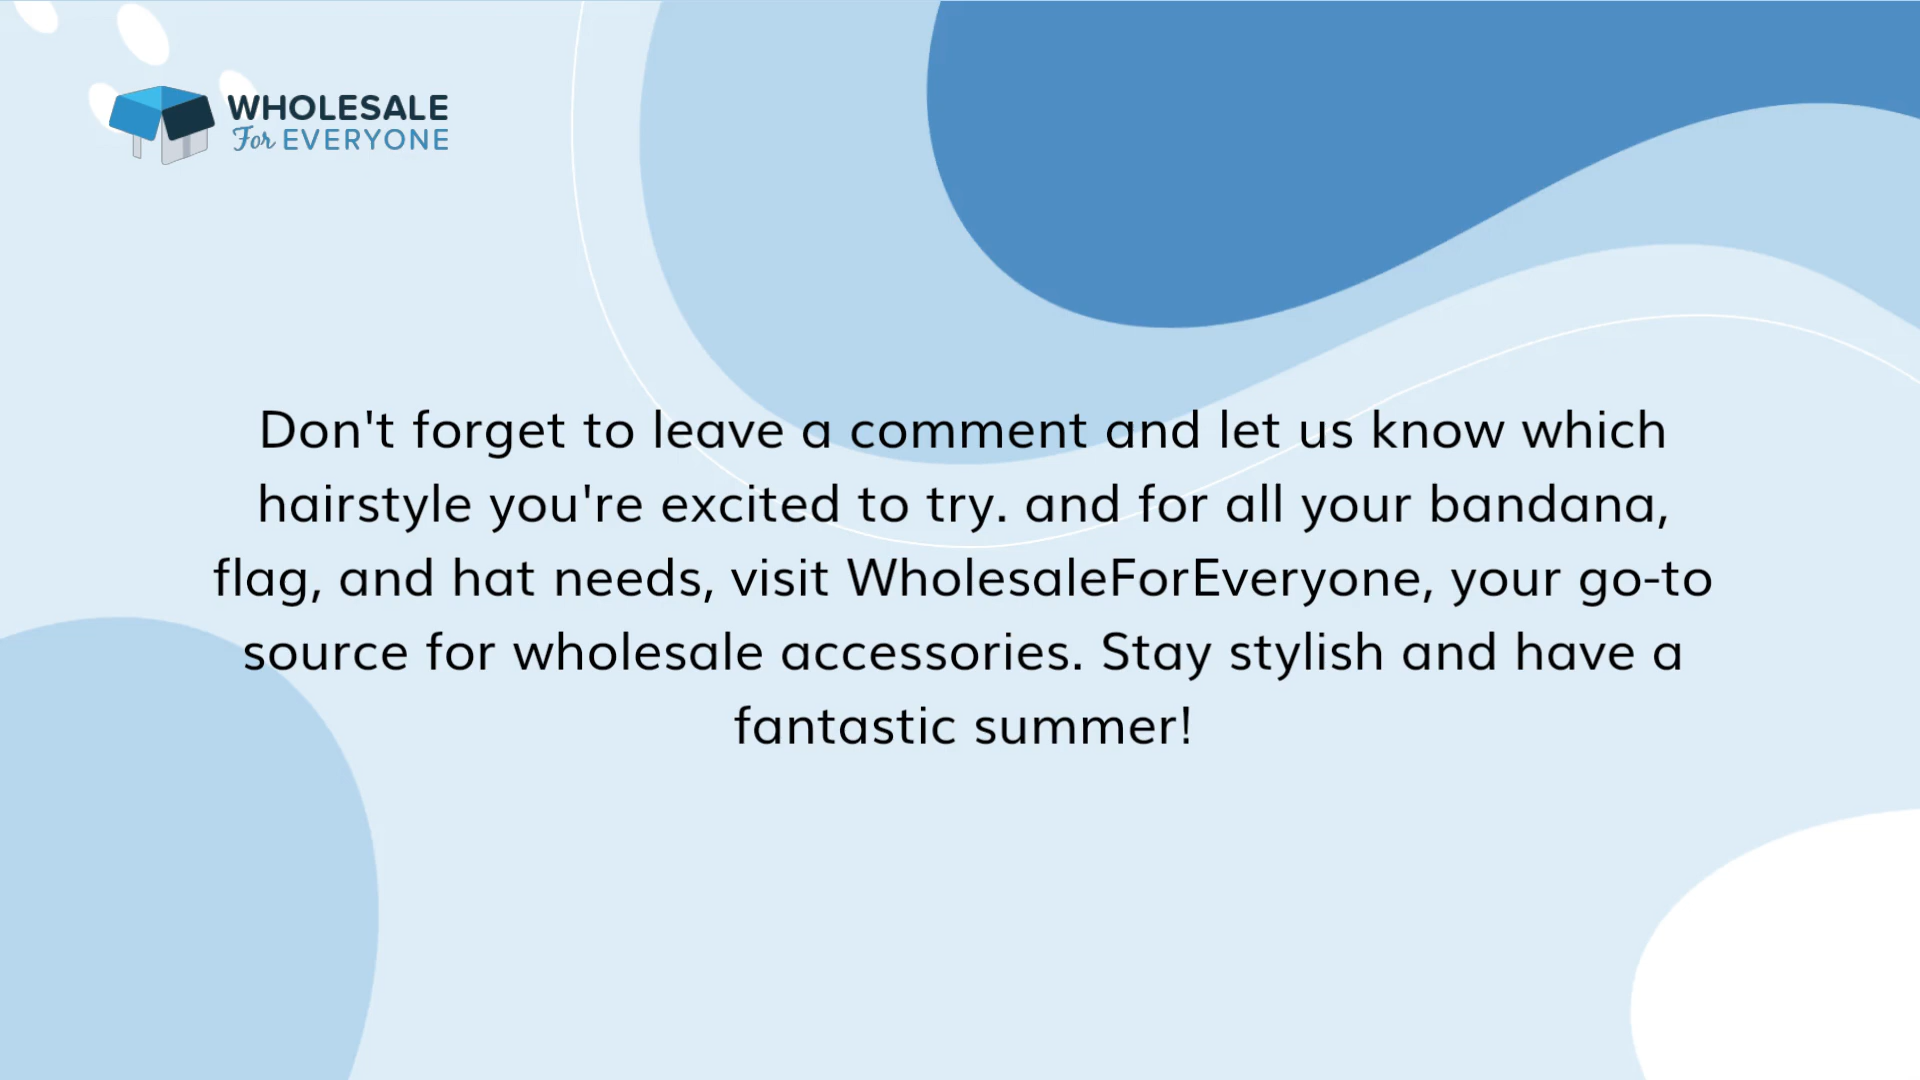 WHOLESALE
For EVERYONE
Don't forget to leave a comment and let us know which
hairstyle you're excited to try. and for all your bandana,
flag, and hat needs, visit WholesaleForEveryone, your go-to
source for wholesale accessories. Stay stylish and have a
fantastic summer!